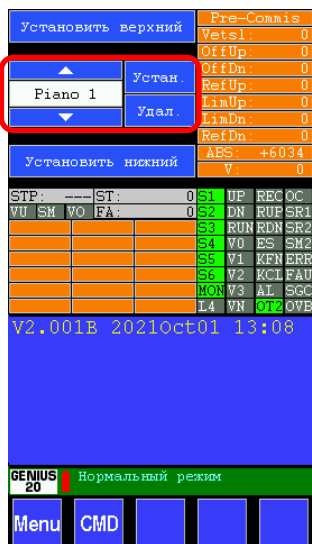 Установить верхний
Pre-Commis
Vetsl: 0
OffUp: 0
OffDn: 0
RefUp: 0
LimUp: 0
LimDn: 0
RefDn: 0
ABS: +6034
V: 0
Piano 1
Устан.
Удал.
Установить нижний
STP: --- ST: 0 S1 UP REC OC
VU SM VO FA: 0 S2 DN RUP SR1
S3 RUN RDN SR2
S4 V0 ES SM2
S5 V1 KFN ERR
S6 V2 KCL FAU
MON V3 AL SGC
L4 VN OT2 OVB
V2.001B 2021Oct01 13:08
GENIUS
20
Нормальный режим
Menu CMD